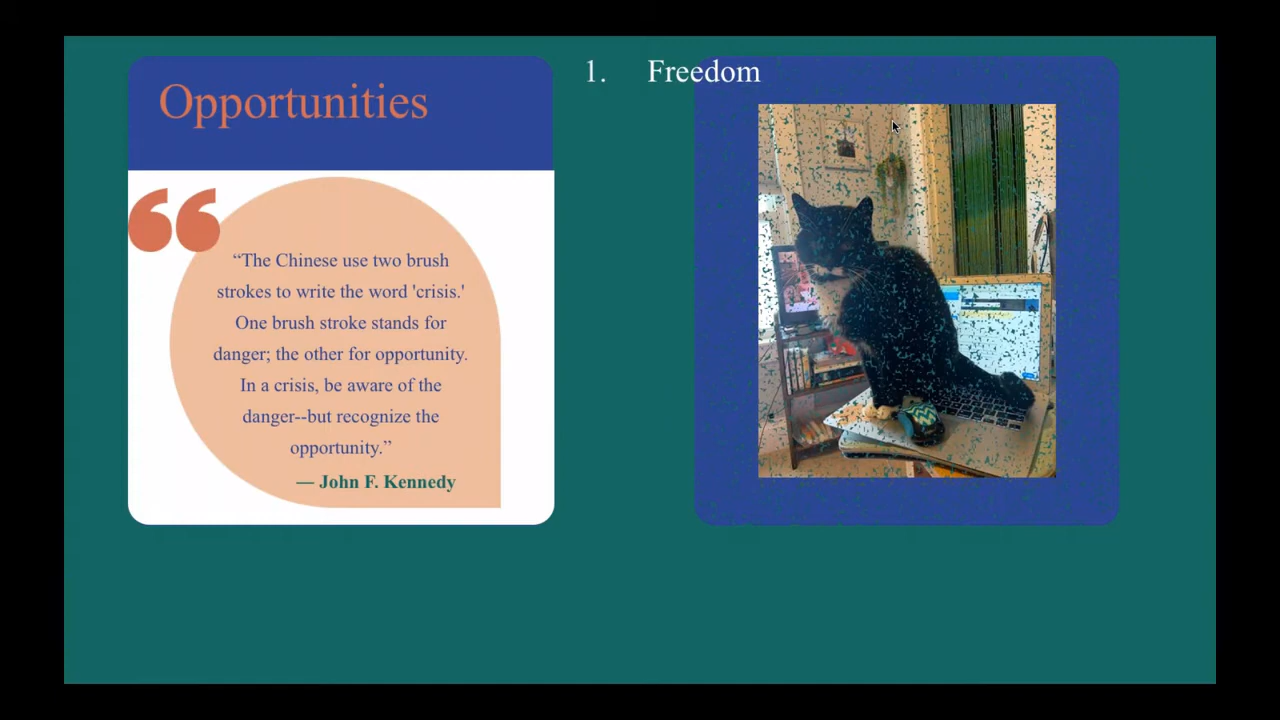 Opportunities
“The Chinese use two brush
strokes to write the word 'crisis.'
One brush stroke stands for
danger; the other for opportunity.
In a crisis, be aware of the
danger--but recognize the
opportunity.”
— John F. Kennedy
1. Freedom